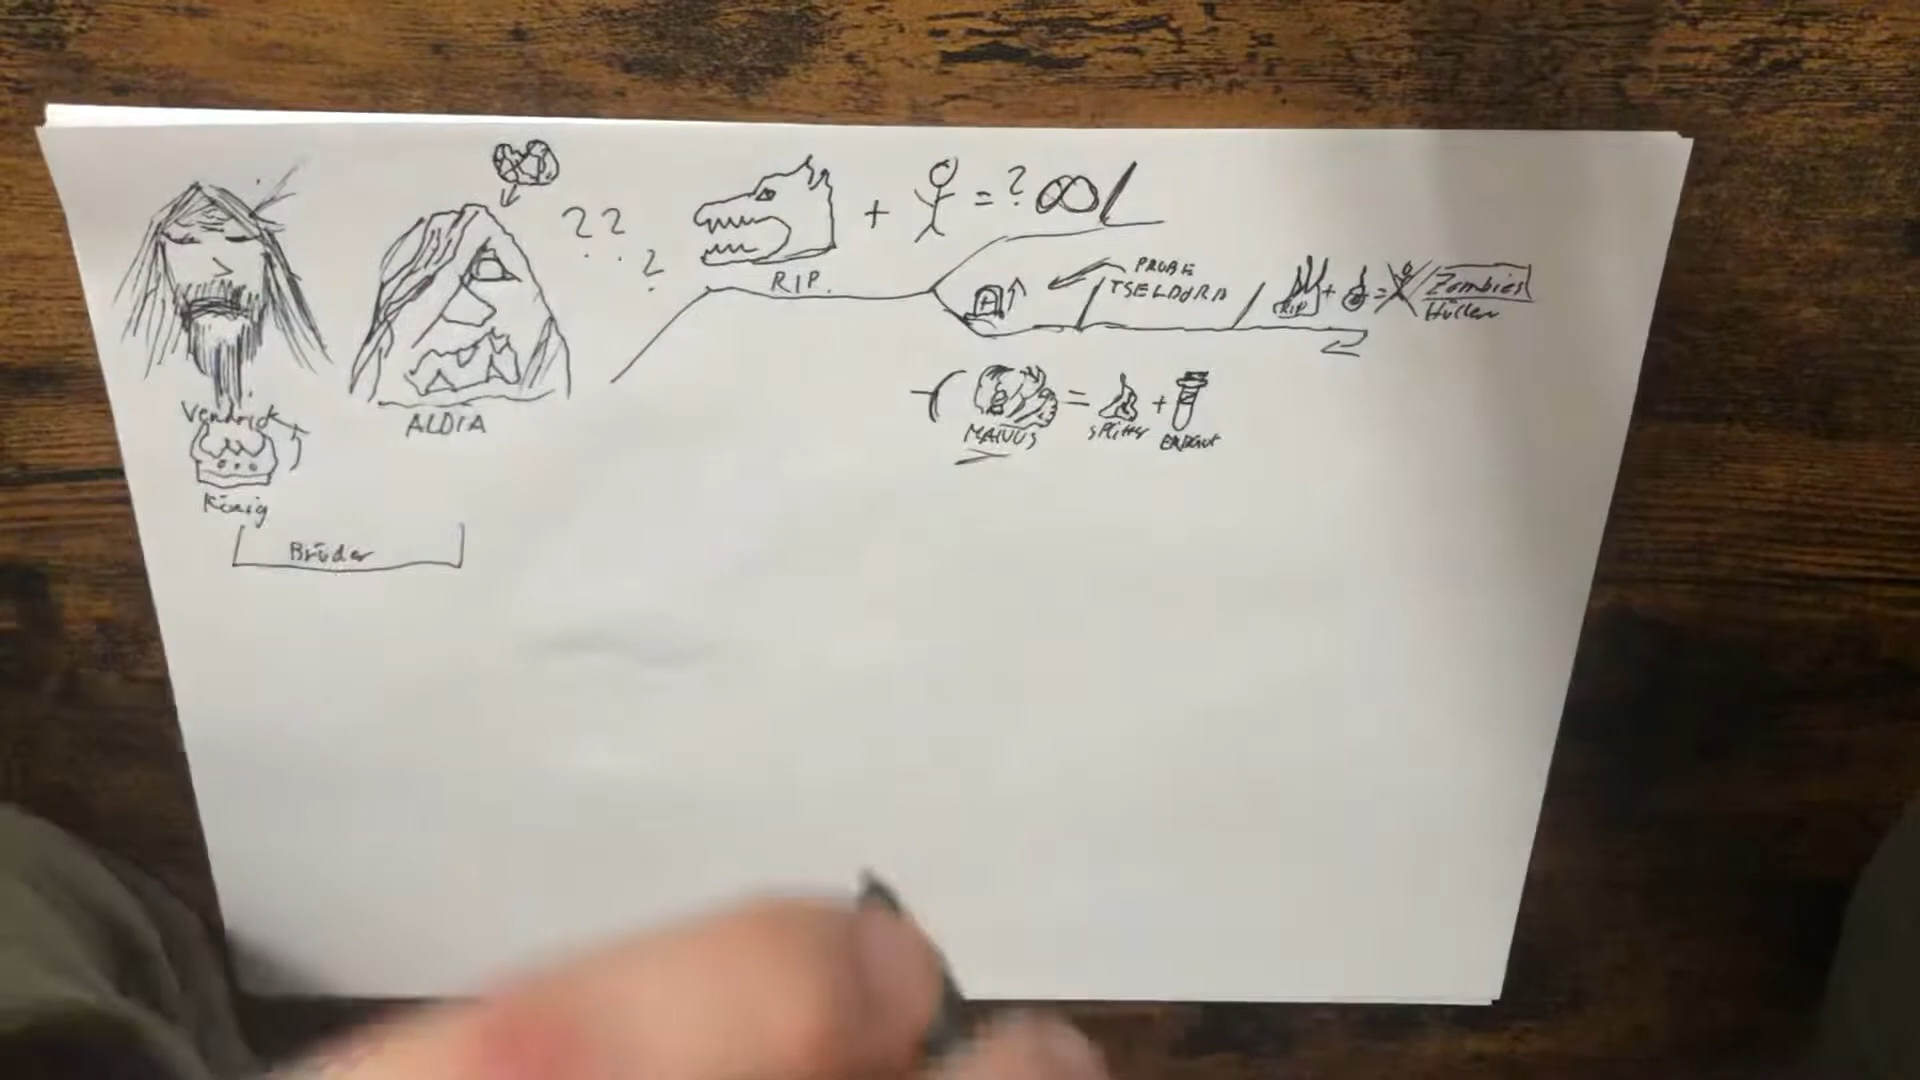 Vendrick
König
Brüder
ALDIA
?? ?
+ = ? ∞
R.I.P.
PROBE
TSELDORA
RIP + = Zombies
Hüllen
MANUS = splitter +